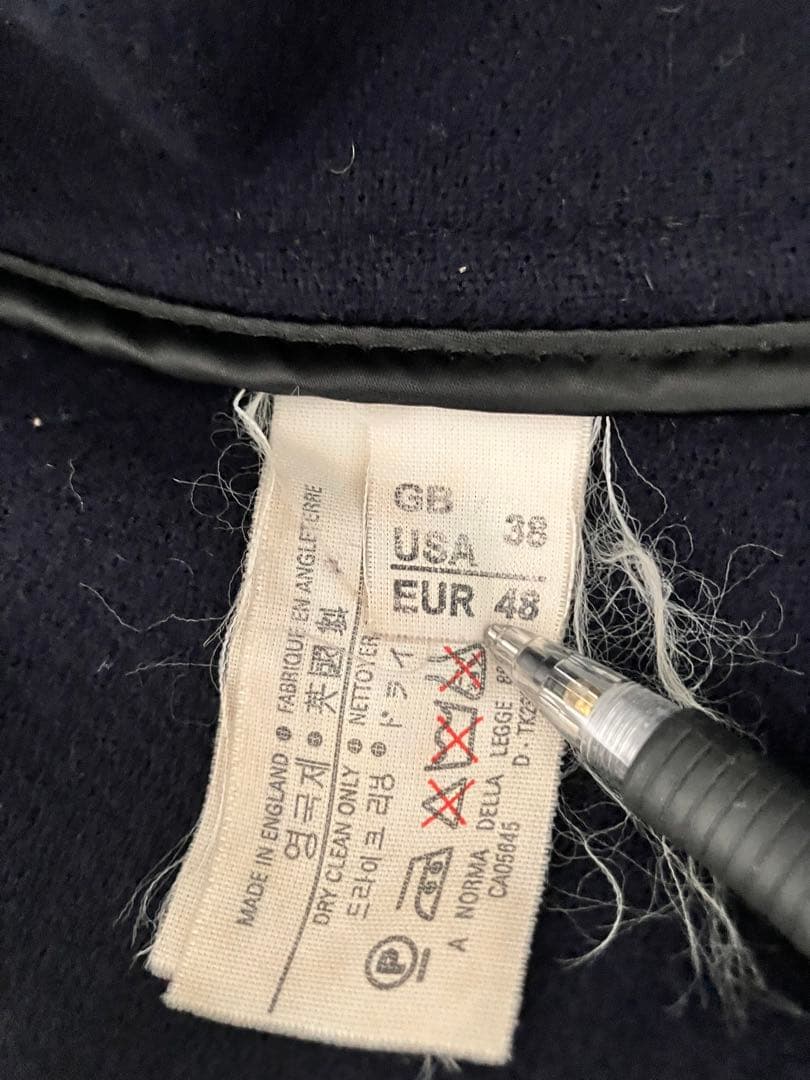 GB
USA 38
EUR 48
MADE IN ENGLAND ● FABRIQUE EN ANGLETERRE
영국제 ● 英國製
DRY CLEAN ONLY ● NETTOYER
드라이크리닝 ● ドライ
P
A NORMA DELLA LEGGE
CA05645